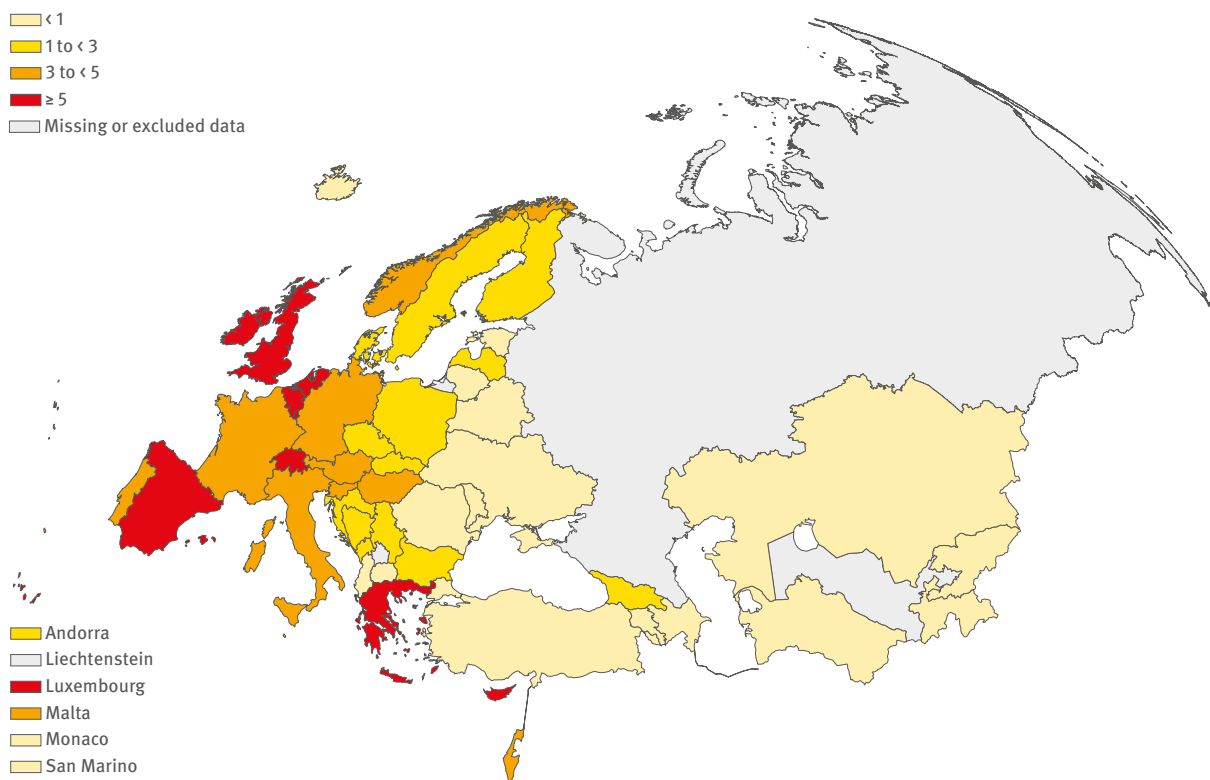 < 1
1 to < 3
3 to < 5
≥ 5
Missing or excluded data
Andorra
Liechtenstein
Luxembourg
Malta
Monaco
San Marino